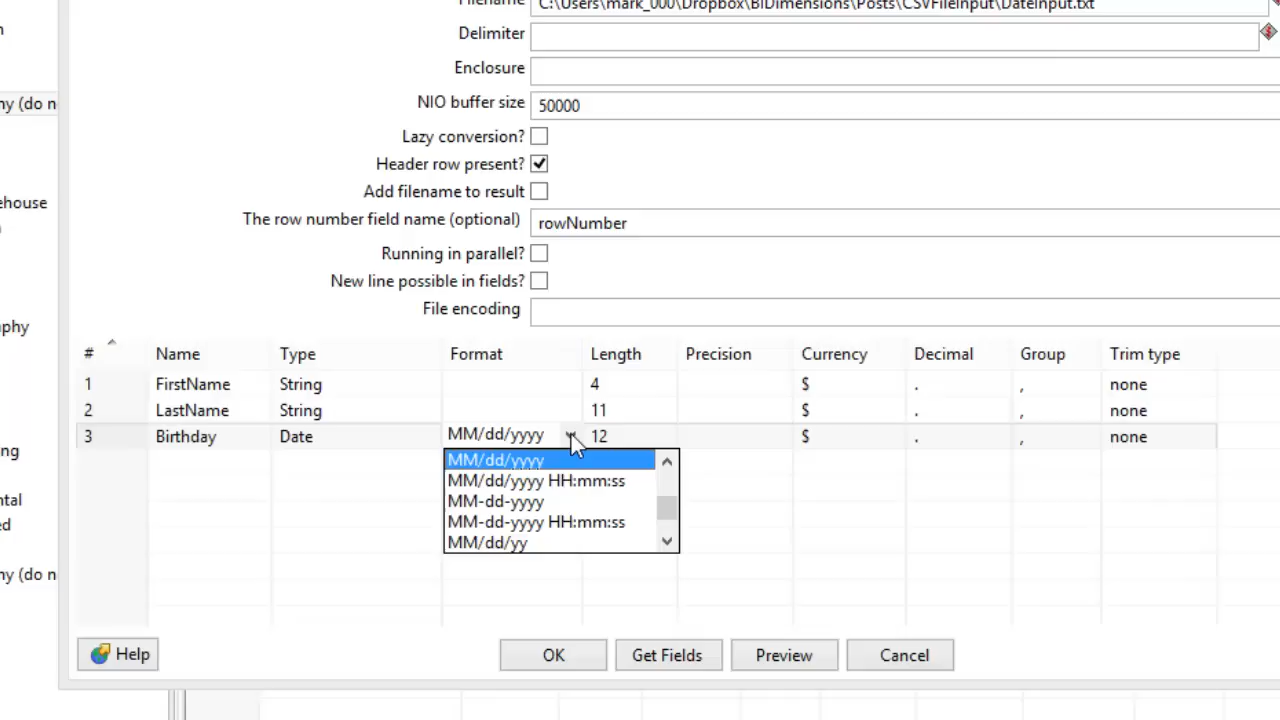 Filename C:\Users\mark_000\Dropbox\BIDimensions\Posts\CSVFileInput\DateInput.txt
Delimiter
Enclosure
NIO buffer size 50000
Lazy conversion?
Header row present?
Add filename to result
The row number field name (optional) rowNumber
Running in parallel?
New line possible in fields?
File encoding
# Name Type Format Length Precision Currency Decimal Group Trim type
1 FirstName String 4 $ . , none
2 LastName String 11 $ . , none
3 Birthday Date MM/dd/yyyy 12 $ . , none
MM/dd/yyyy
MM/dd/yyyy HH:mm:ss
MM-dd-yyyy
MM-dd-yyyy HH:mm:ss
MM/dd/yy
Help OK Get Fields Preview Cancel